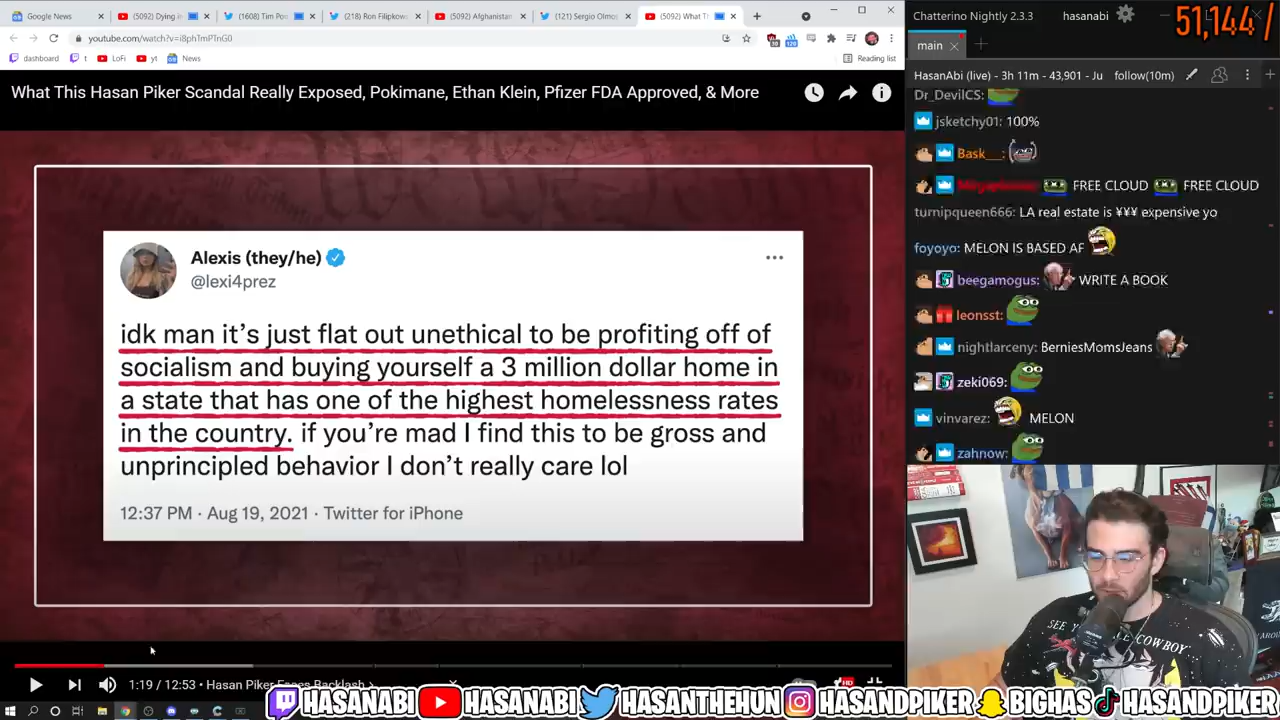 (5092) Dying in
(1608) Tim Poo
(218) Ron Filipkow
(5092) Afghanistan
(121) Sergio Olmos
(5092) What Th
Google News
youtube.com/watch?v=i8phTmPTnG0
dashboard
t
LoFi
yt
News
Reading list
What This Hasan Piker Scandal Really Exposed, Pokimane, Ethan Klein, Pfizer FDA Approved, & More
Alexis (they/he)
@lexi4prez
idk man it's just flat out unethical to be profiting off of
socialism and buying yourself a 3 million dollar home in
a state that has one of the highest homelessness rates
in the country. if you're mad I find this to be gross and
unprincipled behavior I don't really care lol
12:37 PM · Aug 19, 2021 · Twitter for iPhone
1:19 / 12:53 • Hasan Piker Faces Backlash
Chatterino Nightly 2.3.3
hasanabi
51,144 /
main
HasanAbi (live) - 3h 11m - 43,901 - Ju
follow(10m)
Dr_DevilCS:
jsketchy01: 100%
Bask__:
FREE CLOUD FREE CLOUD
turnipqueen666: LA real estate is ¥¥¥ expensive yo
foyoyo: MELON IS BASED AF
beegamogus: WRITE A BOOK
leonsst:
nightlarceny: BerniesMomsJeans
zeki069:
vinvarez: MELON
zahnow:
SEE Y
COWBOY
HASANABI
HASANABI
HASANTHEHUN
HASANDPIKER
BIGHAS
HASANDPIKER